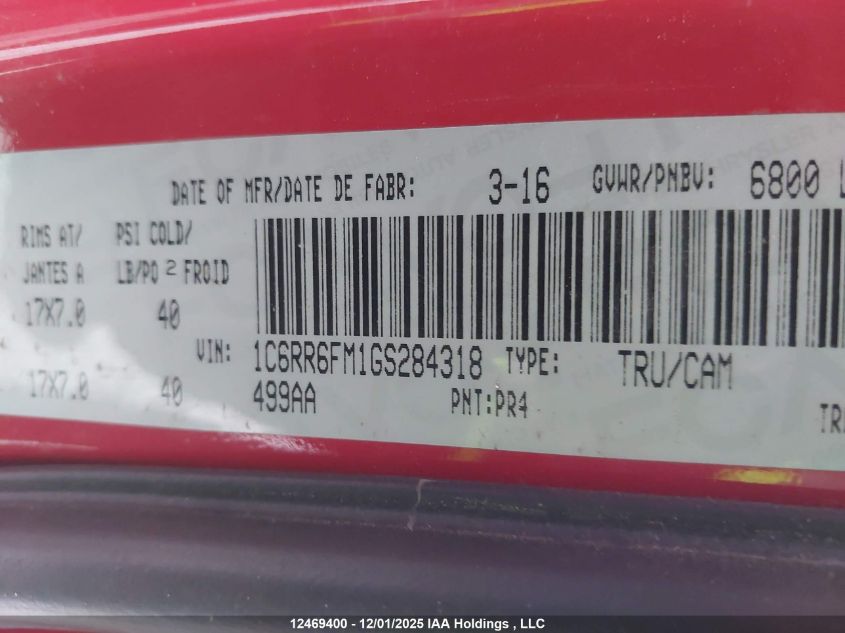 DATE OF MFR/DATE DE FABR: 3-16 GVWR/PNBV: 6800 L
RIMS AT/ PSI COLD/
JANTES A LB/PO 2 FROID
17X7.0 40
VIN: 1C6RR6FM1GS284318 TYPE: TRU/CAM
17X7.0 40 499AA PNT:PR4
TRA
12469400 - 12/01/2025 IAA Holdings , LLC